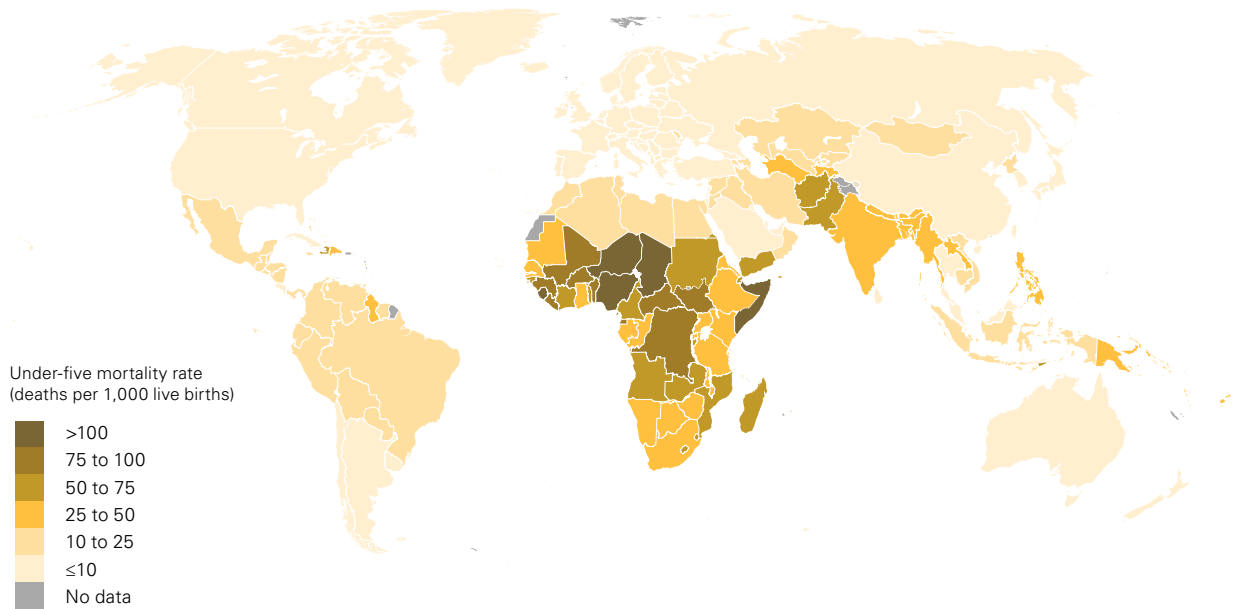 Under-five mortality rate
(deaths per 1,000 live births)
>100
75 to 100
50 to 75
25 to 50
10 to 25
≤10
No data